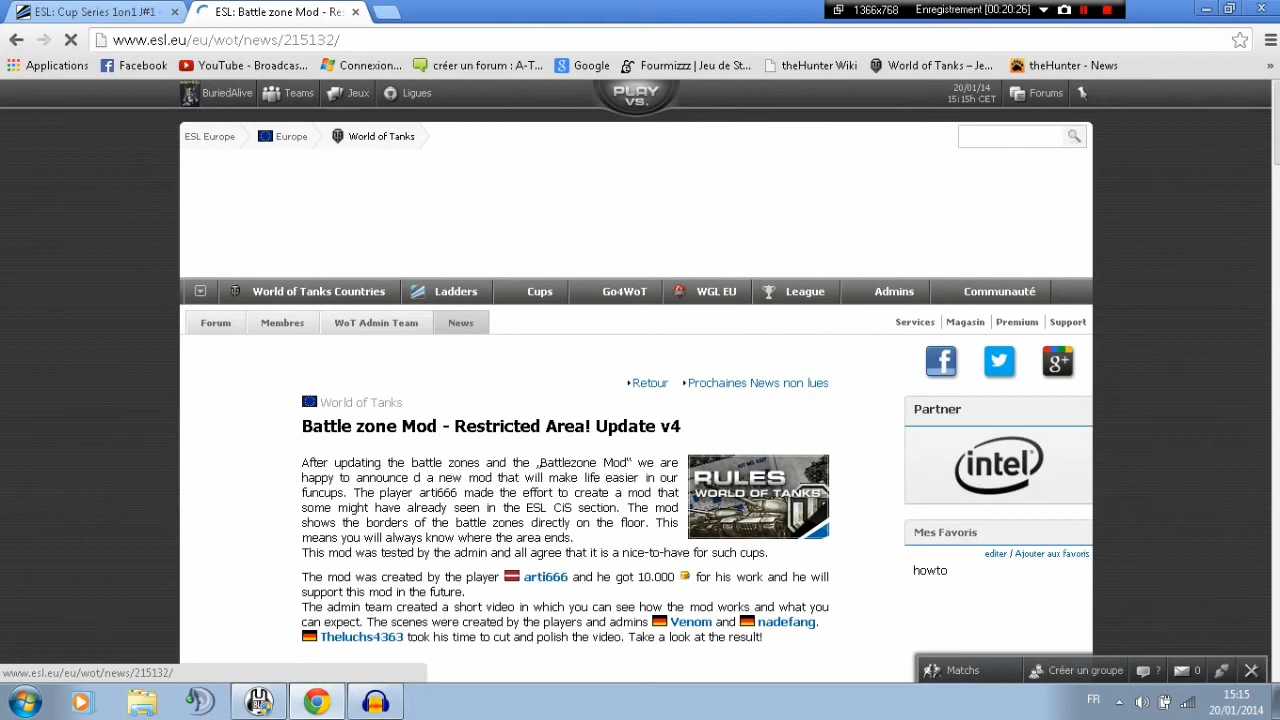 ESL: Cup Series 1on1 J#1 -
ESL: Battle zone Mod - Re:
1366x768
Enregistrement [00:20:26]
www.esl.eu/eu/wot/news/215132/
Applications
Facebook
YouTube - Broadcas...
Connexion...
créer un forum : A-T...
Google
Fourmizzz | Jeu de St...
theHunter Wiki
World of Tanks – Je...
theHunter - News
»
BuriedAlive
Teams
Jeux
Ligues
PLAY
VS.
20/01/14
15:15h CET
Forums
ESL Europe
Europe
World of Tanks
World of Tanks Countries
Ladders
Cups
Go4WoT
WGL EU
League
Admins
Communauté
Forum
Membres
WoT Admin Team
News
Services
Magasin
Premium
Support
Retour
Prochaines News non lues
World of Tanks
Battle zone Mod - Restricted Area! Update v4
After updating the battle zones and the „Battlezone Mod“ we are
happy to announce d a new mod that will make life easier in our
funcups. The player arti666 made the effort to create a mod that
some might have already seen in the ESL CiS section. The mod
shows the borders of the battle zones directly on the floor. This
means you will always know where the area ends.
This mod was tested by the admin and all agree that it is a nice-to-have for such cups.
RULES
WORLD OF TANKS
The mod was created by the player arti666 and he got 10.000 for his work and he will
support this mod in the future.
The admin team created a short video in which you can see how the mod works and what you
can expect. The scenes were created by the players and admins Venom and nadefang.
Theluchs4363 took his time to cut and polish the video. Take a look at the result!
f
g+
Partner
intel
Mes Favoris
editer / Ajouter aux favoris
howto
www.esl.eu/eu/wot/news/215132/
Matchs
Créer un groupe
?
0
FR
15:15
20/01/2014